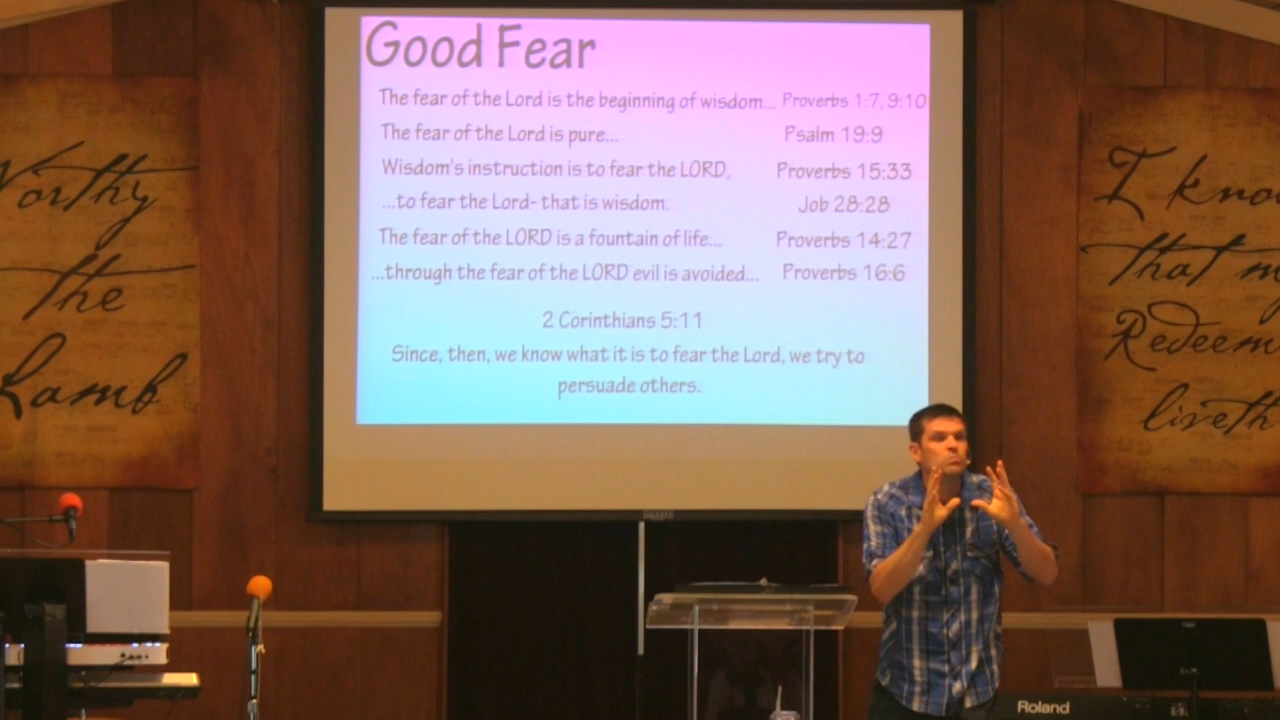 Good Fear
The fear of the Lord is the beginning of wisdom... Proverbs 1:7, 9:10
The fear of the Lord is pure... Psalm 19:9
Wisdom's instruction is to fear the LORD, Proverbs 15:33
...to fear the Lord- that is wisdom. Job 28:28
The fear of the LORD is a fountain of life... Proverbs 14:27
...through the fear of the LORD evil is avoided... Proverbs 16:6
2 Corinthians 5:11
Since, then, we know what it is to fear the Lord, we try to
persuade others.
Worthy
the
Lamb
I know
that my
Redeem
liveth
Roland